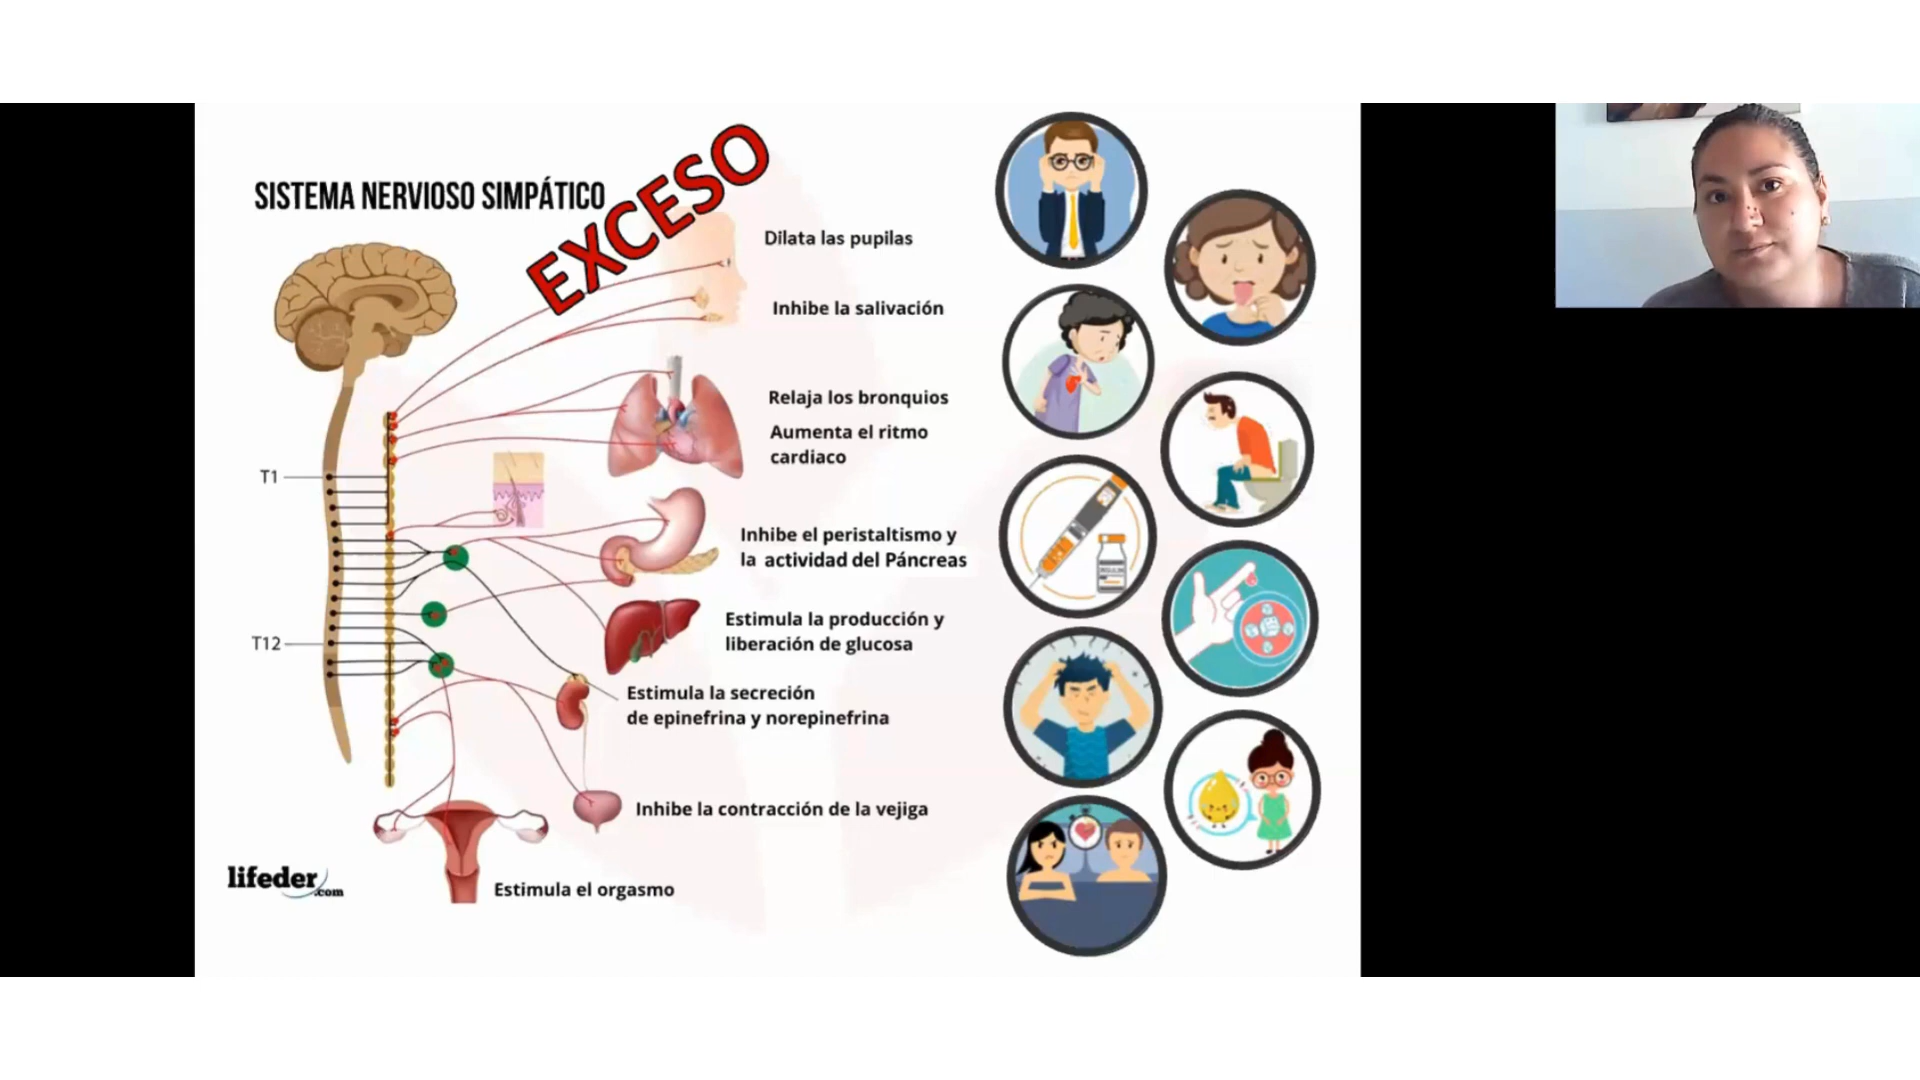 SISTEMA NERVIOSO SIMPÁTICO
EXCESO
Dilata las pupilas
Inhibe la salivación
Relaja los bronquios
Aumenta el ritmo
cardiaco
T1
Inhibe el peristaltismo y
la actividad del Páncreas
Estimula la producción y
liberación de glucosa
T12
Estimula la secreción
de epinefrina y norepinefrina
Inhibe la contracción de la vejiga
Estimula el orgasmo
lifeder.com